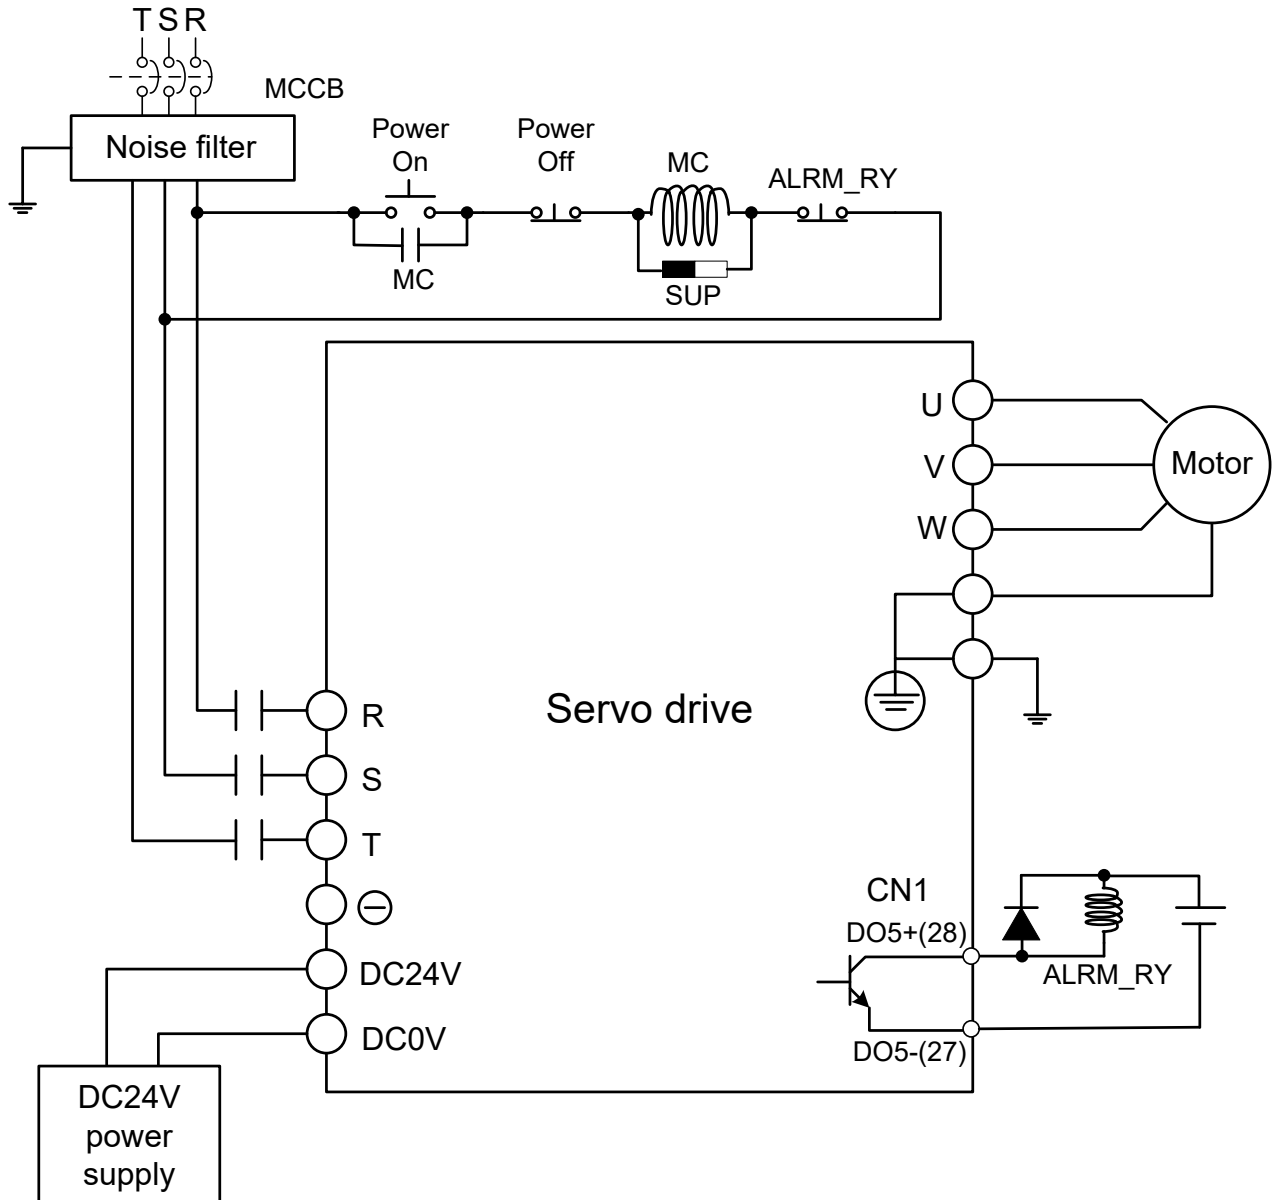 T S R
MCCB
Noise filter
Power
On
Power
Off
MC
ALRM_RY
MC
SUP
U
V
Motor
W
Servo drive
R
S
T
CN1
DO5+(28)
DC24V
ALRM_RY
DC0V
DO5-(27)
DC24V
power
supply